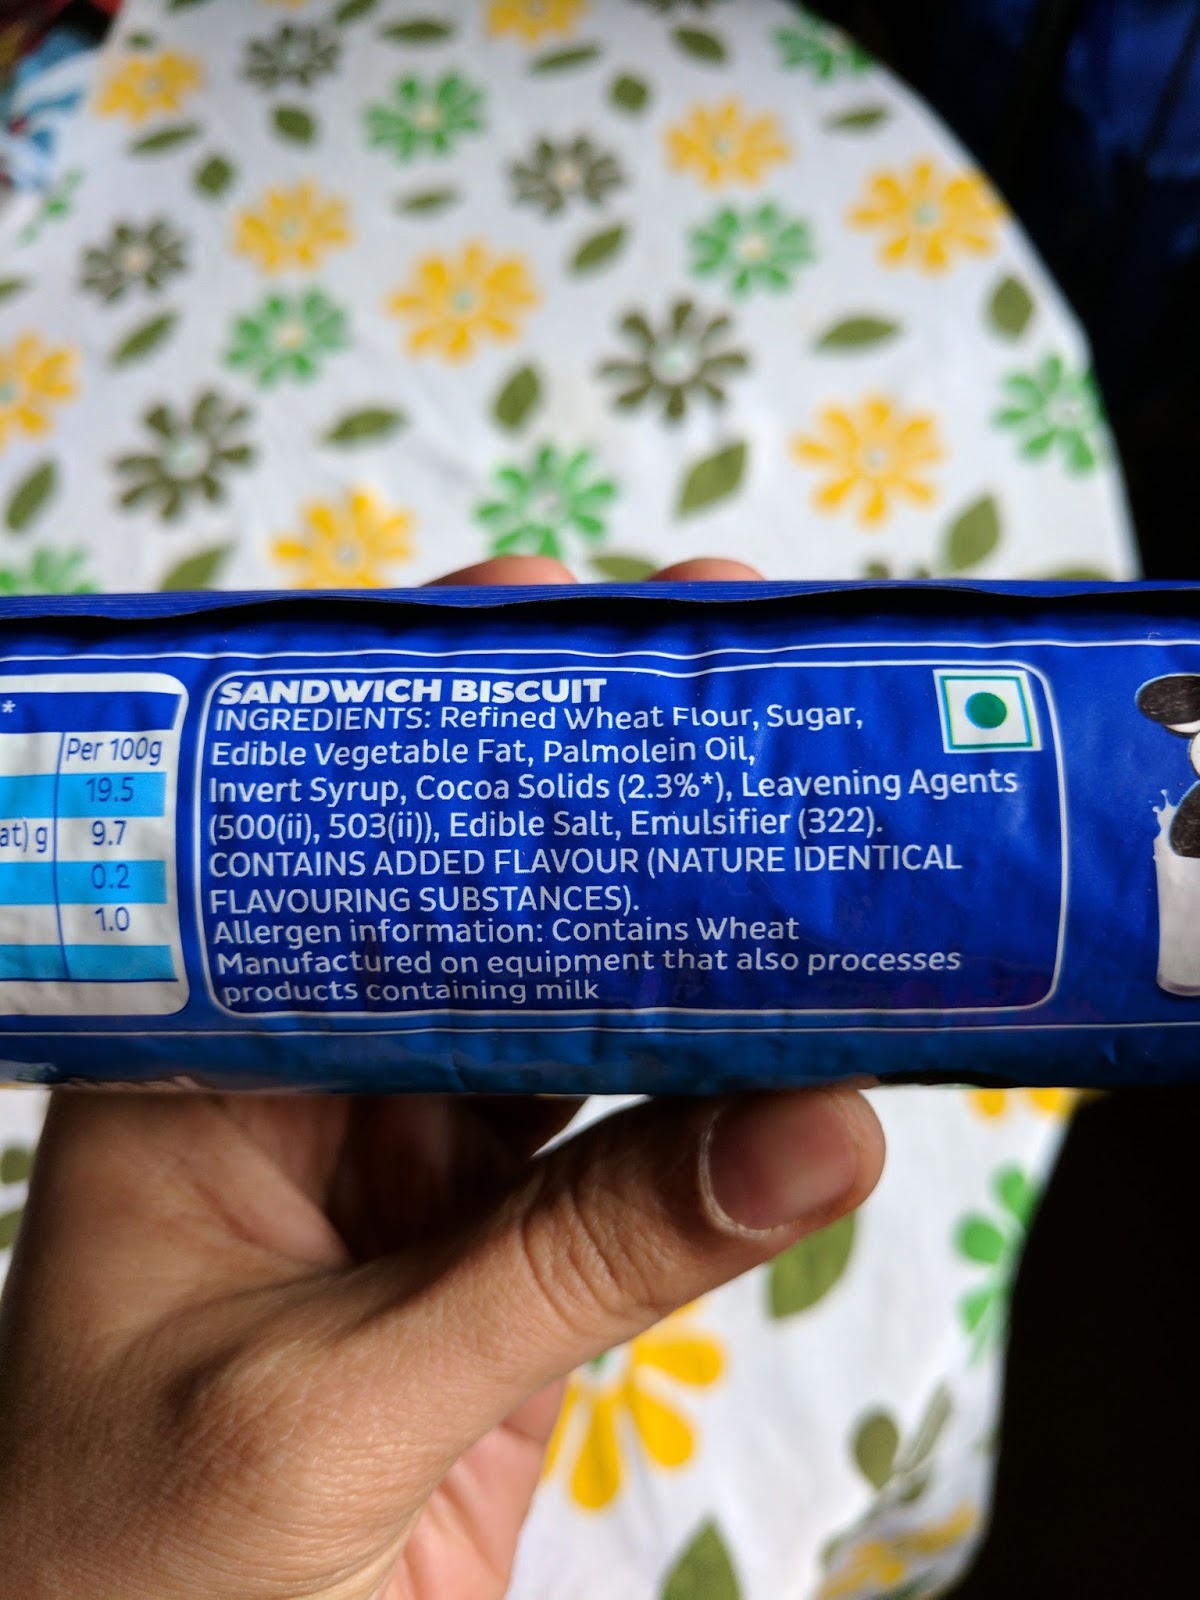 *
Per 100g
19.5
at) g 9.7
0.2
1.0
SANDWICH BISCUIT
INGREDIENTS: Refined Wheat Flour, Sugar,
Edible Vegetable Fat, Palmolein Oil,
Invert Syrup, Cocoa Solids (2.3%*), Leavening Agents
(500(ii), 503(ii)), Edible Salt, Emulsifier (322).
CONTAINS ADDED FLAVOUR (NATURE IDENTICAL
FLAVOURING SUBSTANCES).
Allergen information: Contains Wheat
Manufactured on equipment that also processes
products containing milk